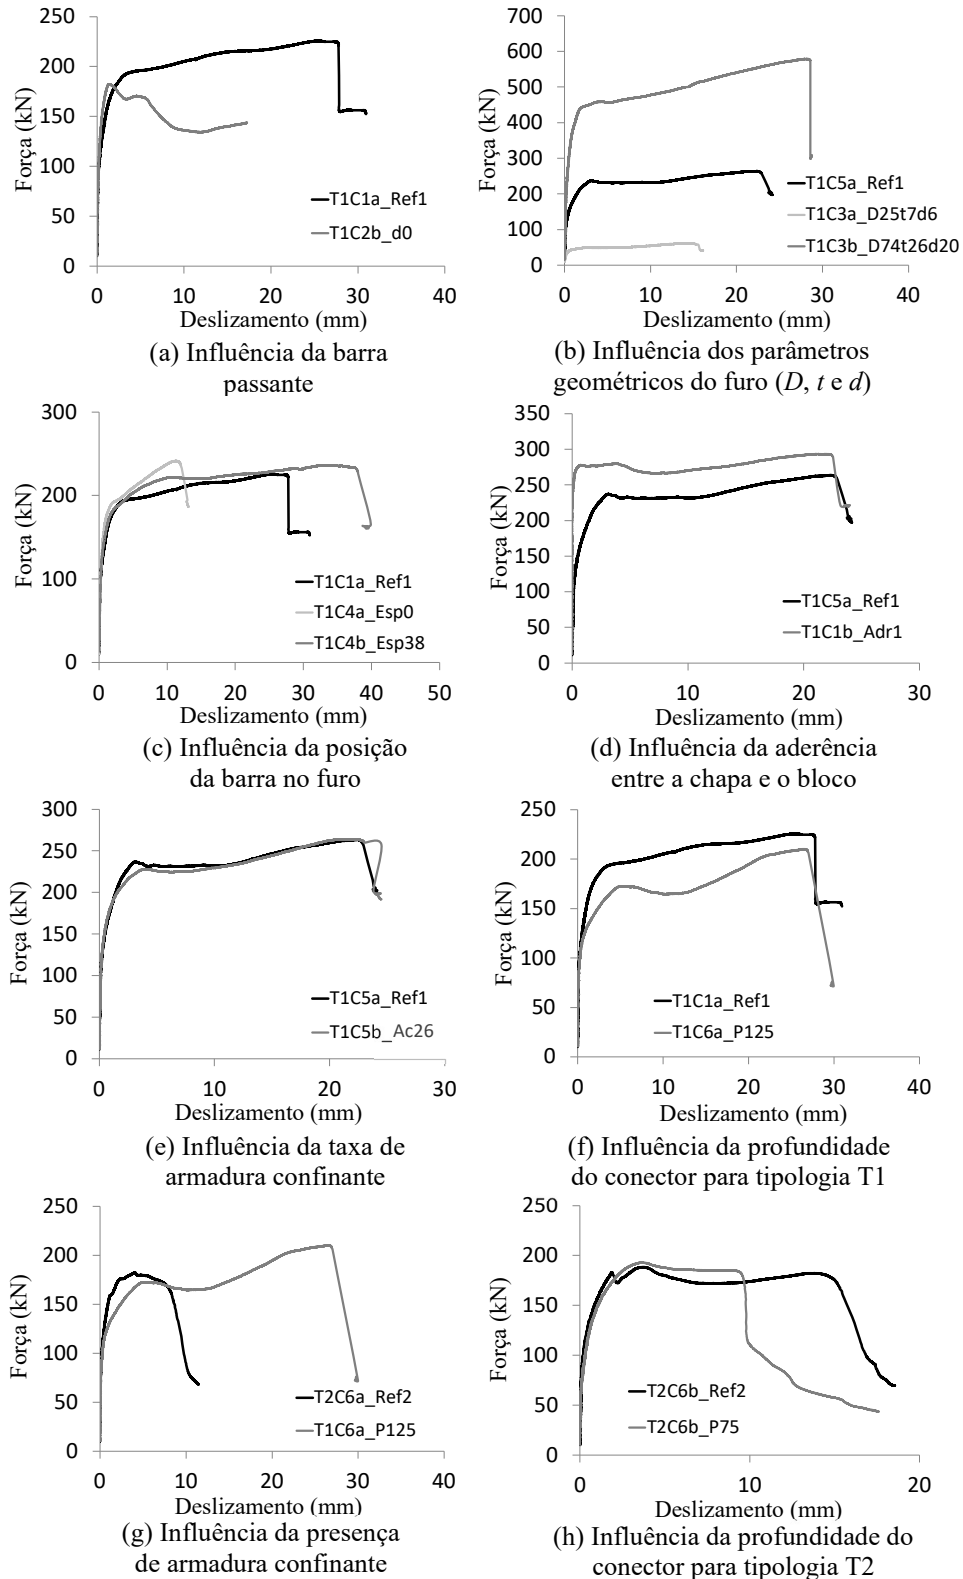 250
200
150
100
50
0
Força (kN)
T1C1a_Ref1
T1C2b_d0
0 10 20 30 40
Deslizamento (mm)
(a) Influência da barra
passante
700
600
500
400
300
200
100
0
Força (kN)
T1C5a_Ref1
T1C3a_D25t7d6
T1C3b_D74t26d20
0 10 20 30 40
Deslizamento (mm)
(b) Influência dos parâmetros
geométricos do furo (D, t e d)
300
200
100
0
Força (kN)
T1C1a_Ref1
T1C4a_Esp0
T1C4b_Esp38
0 10 20 30 40 50
Deslizamento (mm)
(c) Influência da posição
da barra no furo
350
300
250
200
150
100
50
0
Força (kN)
T1C5a_Ref1
T1C1b_Adr1
0 10 20 30
Deslizamento (mm)
(d) Influência da aderência
entre a chapa e o bloco
300
250
200
150
100
50
0
Força (kN)
T1C5a_Ref1
T1C5b_Ac26
0 10 20 30
Deslizamento (mm)
(e) Influência da taxa de
armadura confinante
250
200
150
100
50
0
Força (kN)
T1C1a_Ref1
T1C6a_P125
0 10 20 30 40
Deslizamento (mm)
(f) Influência da profundidade
do conector para tipologia T1
250
200
150
100
50
0
Força (kN)
T2C6a_Ref2
T1C6a_P125
0 10 20 30 40
Deslizamento (mm)
(g) Influência da presença
de armadura confinante
250
200
150
100
50
0
Força (kN)
T2C6b_Ref2
T2C6b_P75
0 10 20
Deslizamento (mm)
(h) Influência da profundidade do
conector para tipologia T2